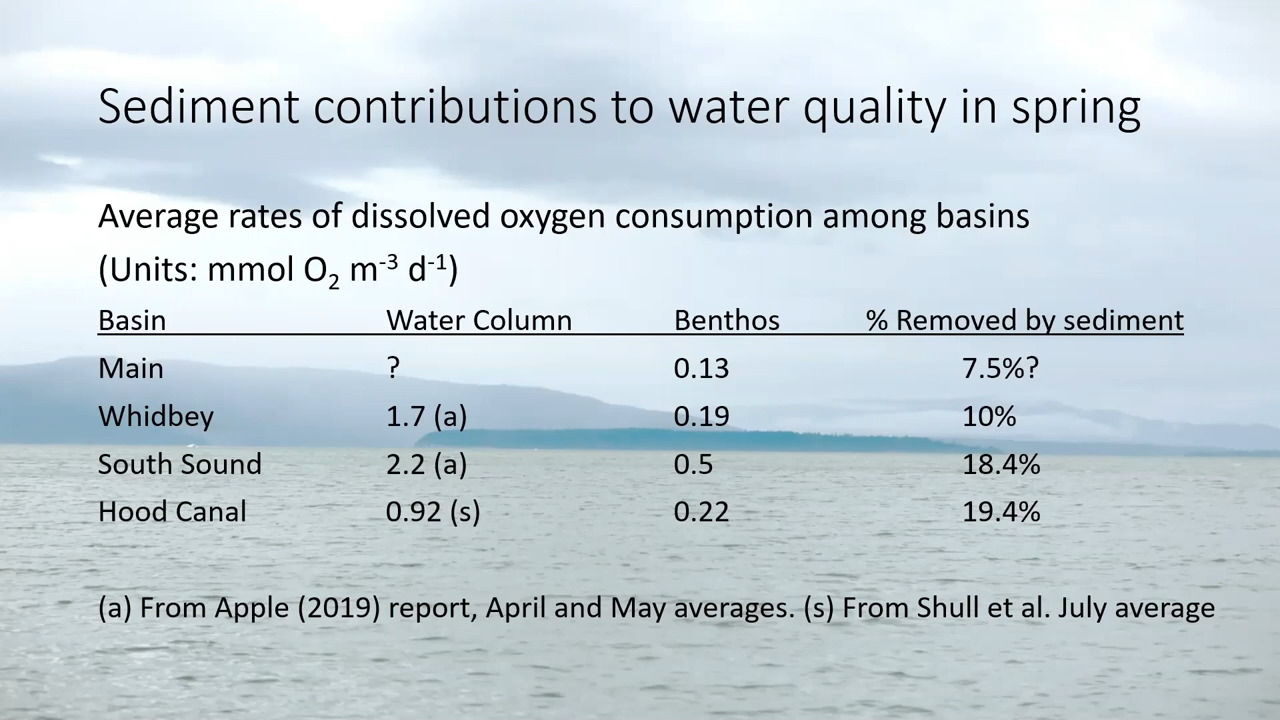 Sediment contributions to water quality in spring
Average rates of dissolved oxygen consumption among basins
(Units: mmol O₂ m⁻³ d⁻¹)
Basin Water Column Benthos % Removed by sediment
Main ? 0.13 7.5%?
Whidbey 1.7 (a) 0.19 10%
South Sound 2.2 (a) 0.5 18.4%
Hood Canal 0.92 (s) 0.22 19.4%
(a) From Apple (2019) report, April and May averages. (s) From Shull et al. July average